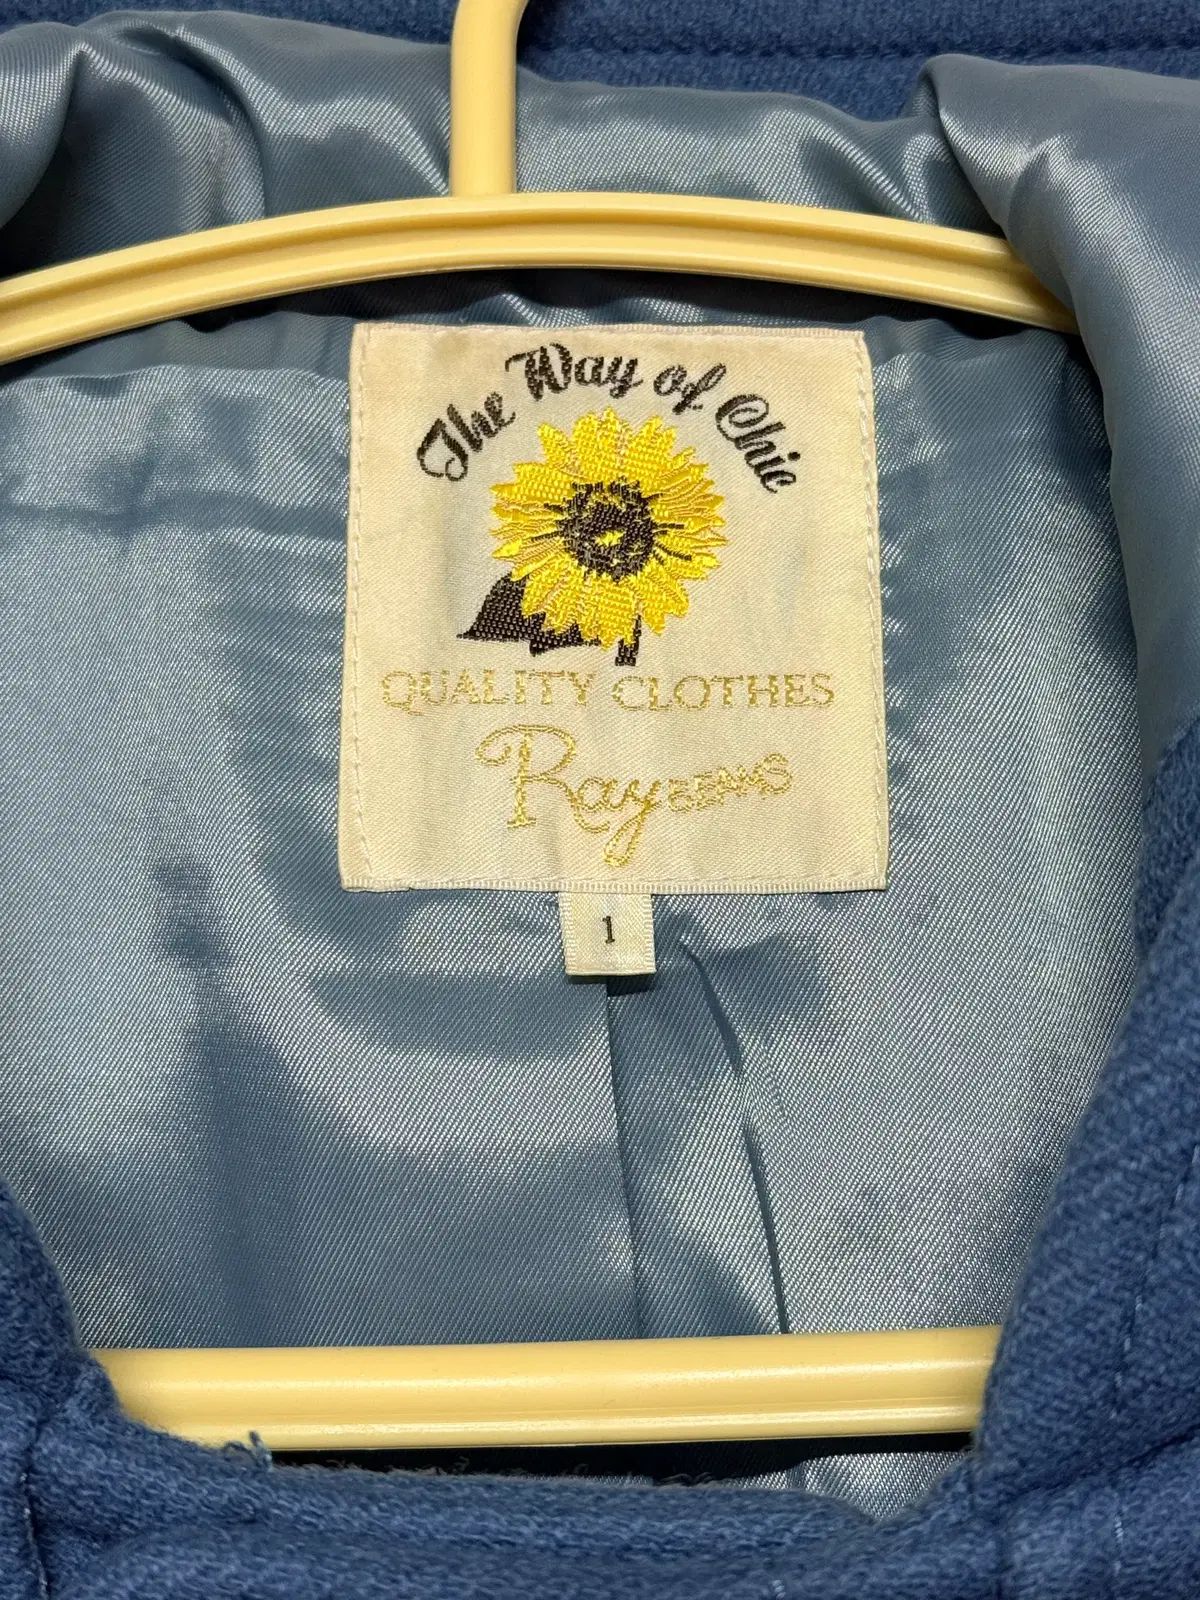 The Way of Chic
QUALITY CLOTHES
Ray BEAMS
1